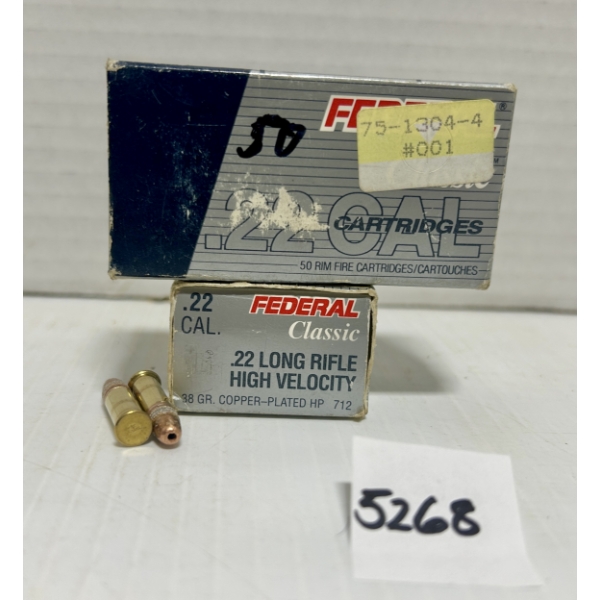 50
FEDERAL
75-1304-4
#001
Classic
.22 CAL
CARTRIDGES
50 RIM FIRE CARTRIDGES/CARTOUCHES
.22
CAL.
FEDERAL
Classic
.22 LONG RIFLE
HIGH VELOCITY
38 GR. COPPER-PLATED HP 712
5268